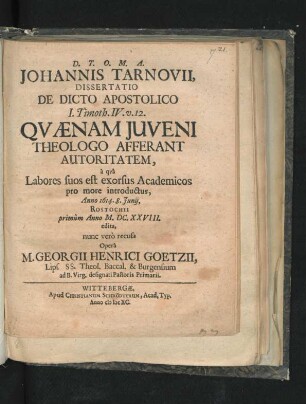 D. T. O. M. A.
JOHANNIS TARNOVII,
DISSERTATIO
DE DICTO APOSTOLICO
I. Timoth. IV. v. 12.
QVÆNAM JUVENI
THEOLOGO AFFERANT
AUTORITATEM,
à quâ
Labores suos est exorsus Academicos
pro more introductus,
Anno 1614. 8. Junij,
ROSTOCHII
primùm Anno M. DC. XXVIII.
edita,
nunc verò recusa
Operâ
M. GEORGII HENRICI GOETZII,
Lips. SS. Theol. Baccal. & Burgensium
ad B. Virg. designati Pastoris Primarii.
WITTEBERGÆ,
Apud CHRISTIANUM SCHRÖDTERUM, Acad. Typ.
Anno